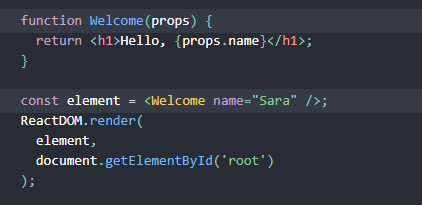 function Welcome(props) {
  return <h1>Hello, {props.name}</h1>;
}

const element = <Welcome name="Sara" />;
ReactDOM.render(
  element,
  document.getElementById('root')
);